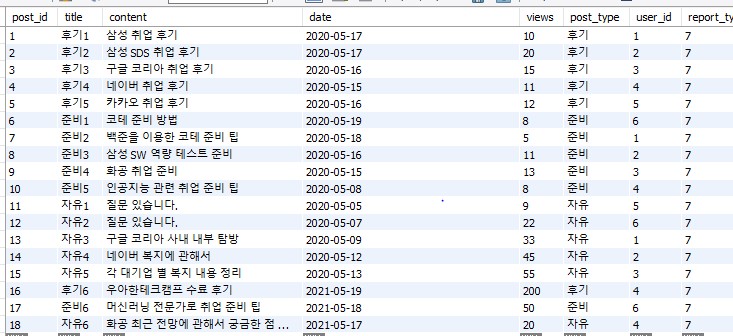 post_id title content date views post_type user_id report_ty
1 후기1 삼성 취업 후기 2020-05-17 10 후기 1 7
2 후기2 삼성 SDS 취업 후기 2020-05-17 20 후기 2 7
3 후기3 구글 코리아 취업 후기 2020-05-16 15 후기 3 7
4 후기4 네이버 취업 후기 2020-05-15 11 후기 4 7
5 후기5 카카오 취업 후기 2020-05-16 12 후기 5 7
6 준비1 코테 준비 방법 2020-05-19 8 준비 6 7
7 준비2 백준을 이용한 코테 준비 팁 2020-05-18 5 준비 1 7
8 준비3 삼성 SW 역량 테스트 준비 2020-05-16 11 준비 2 7
9 준비4 화공 취업 준비 2020-05-15 13 준비 3 7
10 준비5 인공지능 관련 취업 준비 팁 2020-05-08 8 준비 4 7
11 자유1 질문 있습니다. 2020-05-05 9 자유 5 7
12 자유2 질문 있습니다. 2020-05-07 22 자유 6 7
13 자유3 구글 코리아 사내 내부 탐방 2020-05-09 33 자유 1 7
14 자유4 네이버 복지에 관해서 2020-05-12 45 자유 2 7
15 자유5 각 대기업 별 복지 내용 정리 2020-05-13 55 자유 3 7
16 후기6 우아한테크캠프 수료 후기 2021-05-19 200 후기 4 7
17 준비6 머신러닝 전문가로 취업 준비 팁 2021-05-18 50 준비 6 7
18 자유6 화공 최근 전망에 관해서 궁금한 점 ... 2021-05-17 20 자유 4 7